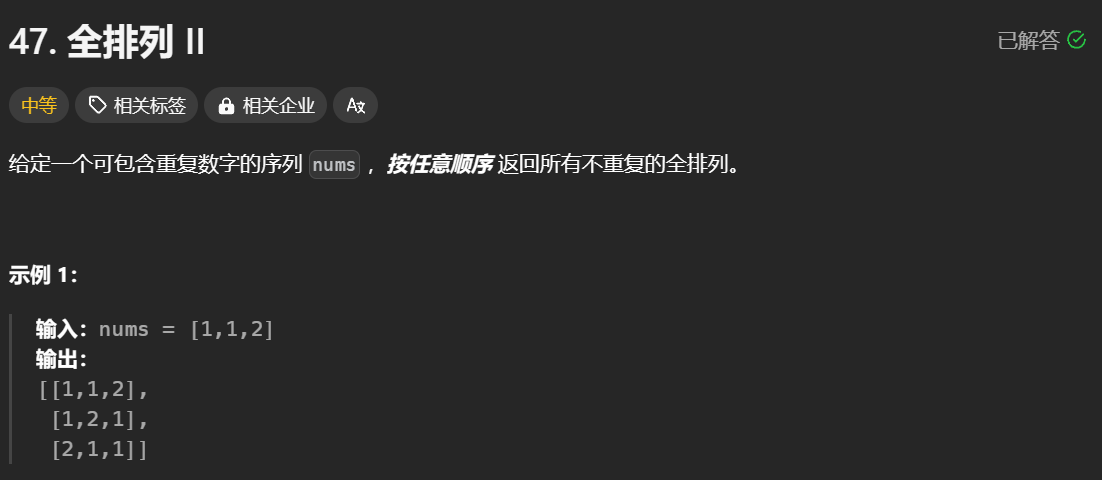 47. 全排列 II
已解答
中等 相关标签 相关企业
给定一个可包含重复数字的序列 nums ，按任意顺序 返回所有不重复的全排列。
示例 1：
输入：nums = [1,1,2]
输出：
[[1,1,2],
[1,2,1],
[2,1,1]]